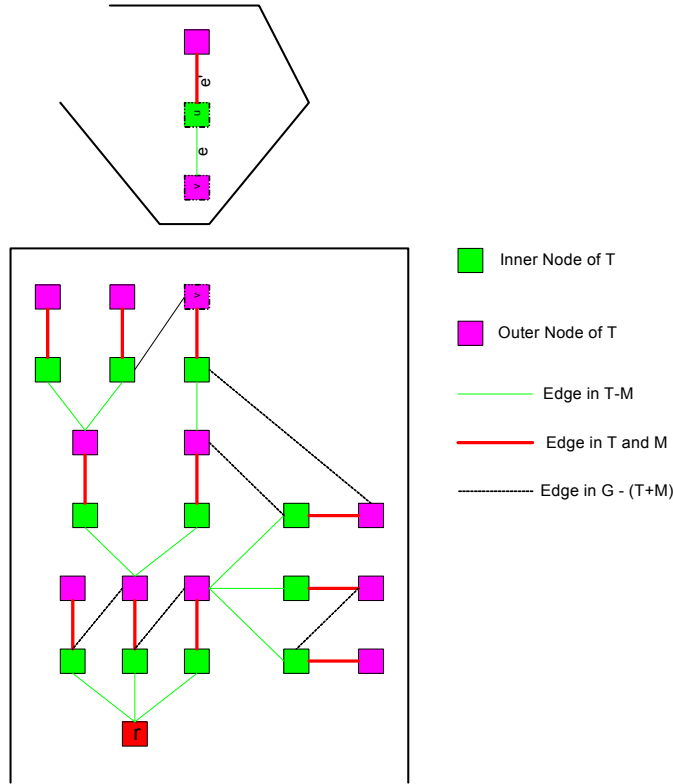 e'
u
e
v
Inner Node of T
v
Outer Node of T
Edge in T-M
Edge in T and M
Edge in G - (T+M)
r